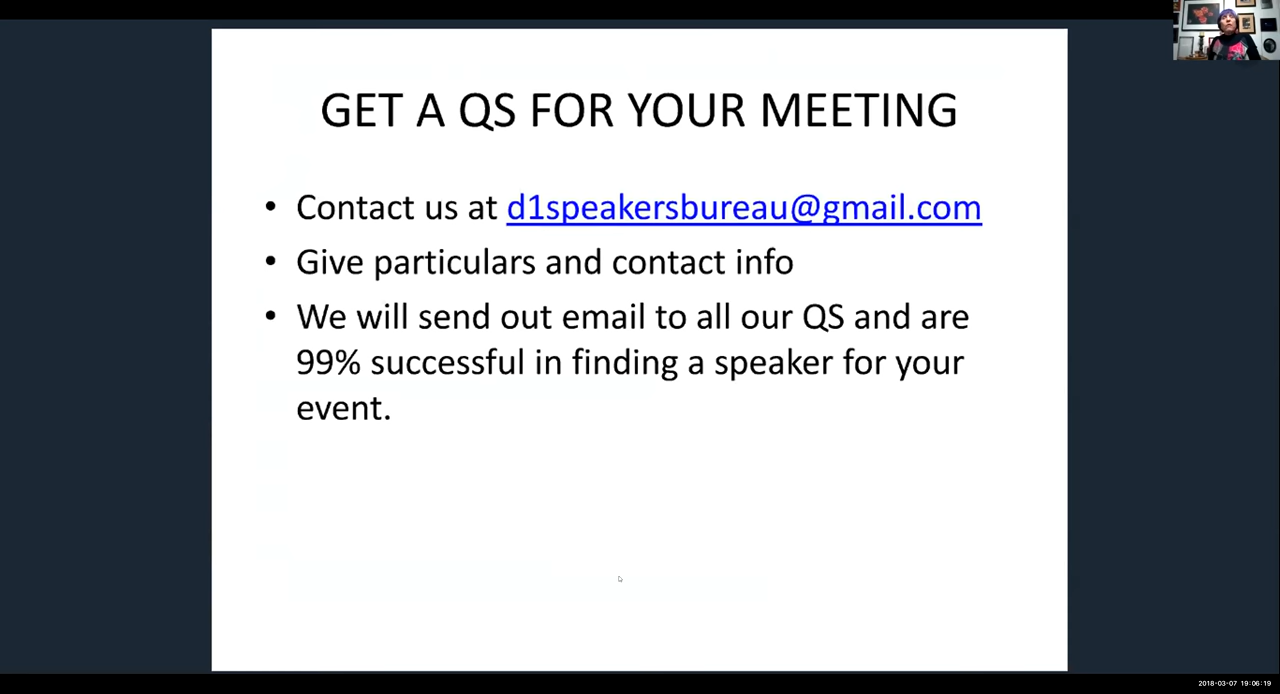 GET A QS FOR YOUR MEETING
• Contact us at d1speakersbureau@gmail.com
• Give particulars and contact info
• We will send out email to all our QS and are
99% successful in finding a speaker for your
event.
2018-03-07 19:06:19